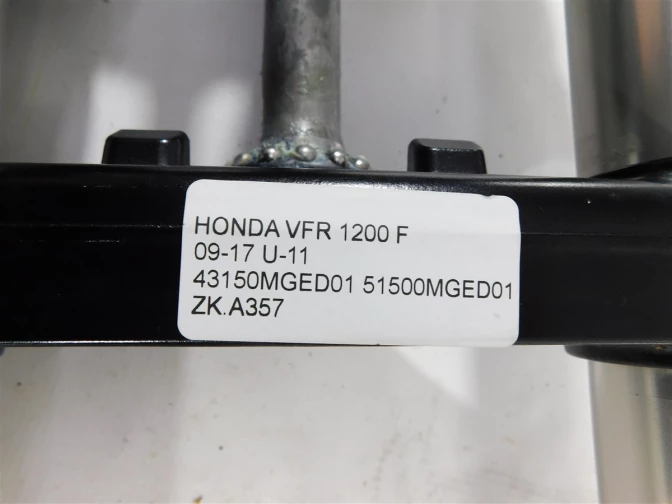 HONDA VFR 1200 F
09-17 U-11
43150MGED01 51500MGED01
ZK.A357